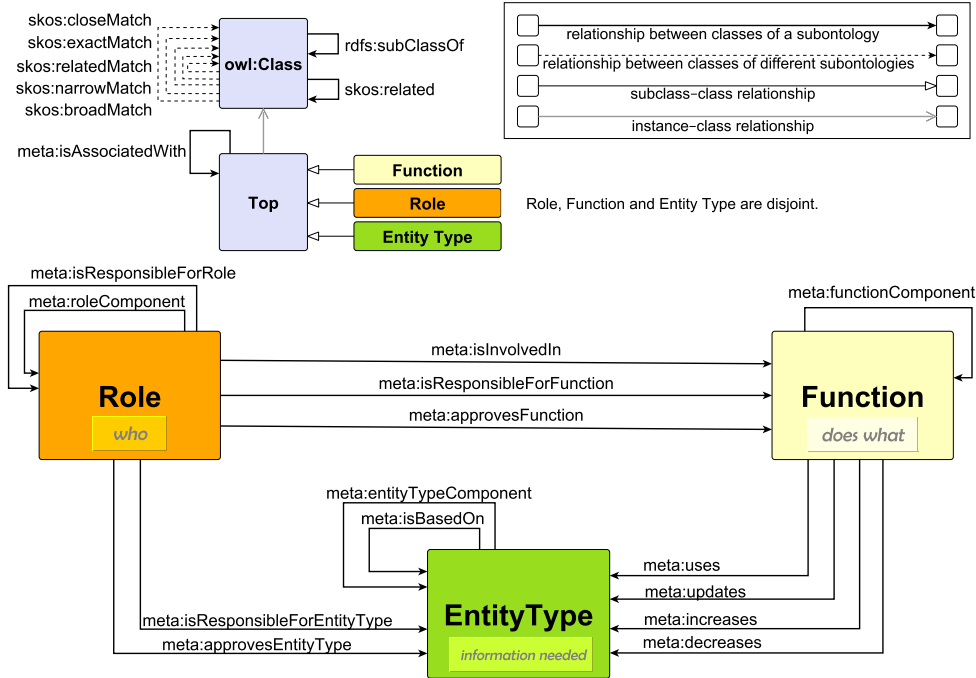 skos:closeMatch
skos:exactMatch
skos:relatedMatch
skos:narrowMatch
skos:broadMatch
owl:Class
rdfs:subClassOf
skos:related
relationship between classes of a subontology
relationship between classes of different subontologies
subclass-class relationship
instance-class relationship
meta:isAssociatedWith
Top
Function
Role
Entity Type
Role, Function and Entity Type are disjoint.
meta:isResponsibleForRole
meta:roleComponent
meta:functionComponent
Role
who
meta:isInvolvedIn
meta:isResponsibleForFunction
meta:approvesFunction
Function
does what
meta:entityTypeComponent
meta:isBasedOn
EntityType
information needed
meta:uses
meta:updates
meta:increases
meta:decreases
meta:isResponsibleForEntityType
meta:approvesEntityType